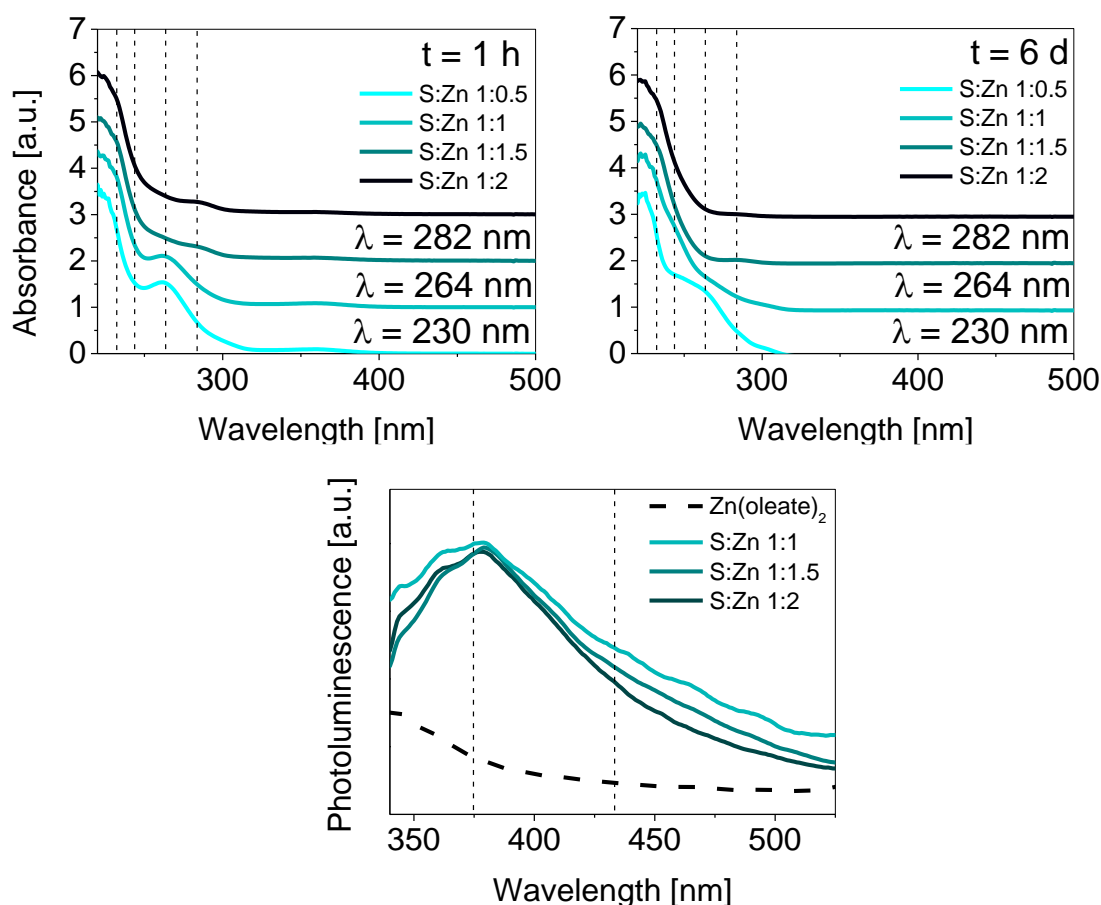 7
6
5
4
3
2
1
0
Absorbance [a.u.]
t = 1 h
S:Zn 1:0.5
S:Zn 1:1
S:Zn 1:1.5
S:Zn 1:2
λ = 282 nm
λ = 264 nm
λ = 230 nm
300 400 500
Wavelength [nm]
7
6
5
4
3
2
1
0
t = 6 d
S:Zn 1:0.5
S:Zn 1:1
S:Zn 1:1.5
S:Zn 1:2
λ = 282 nm
λ = 264 nm
λ = 230 nm
300 400 500
Wavelength [nm]
Photoluminescence [a.u.]
Zn(oleate)₂
S:Zn 1:1
S:Zn 1:1.5
S:Zn 1:2
350 400 450 500
Wavelength [nm]